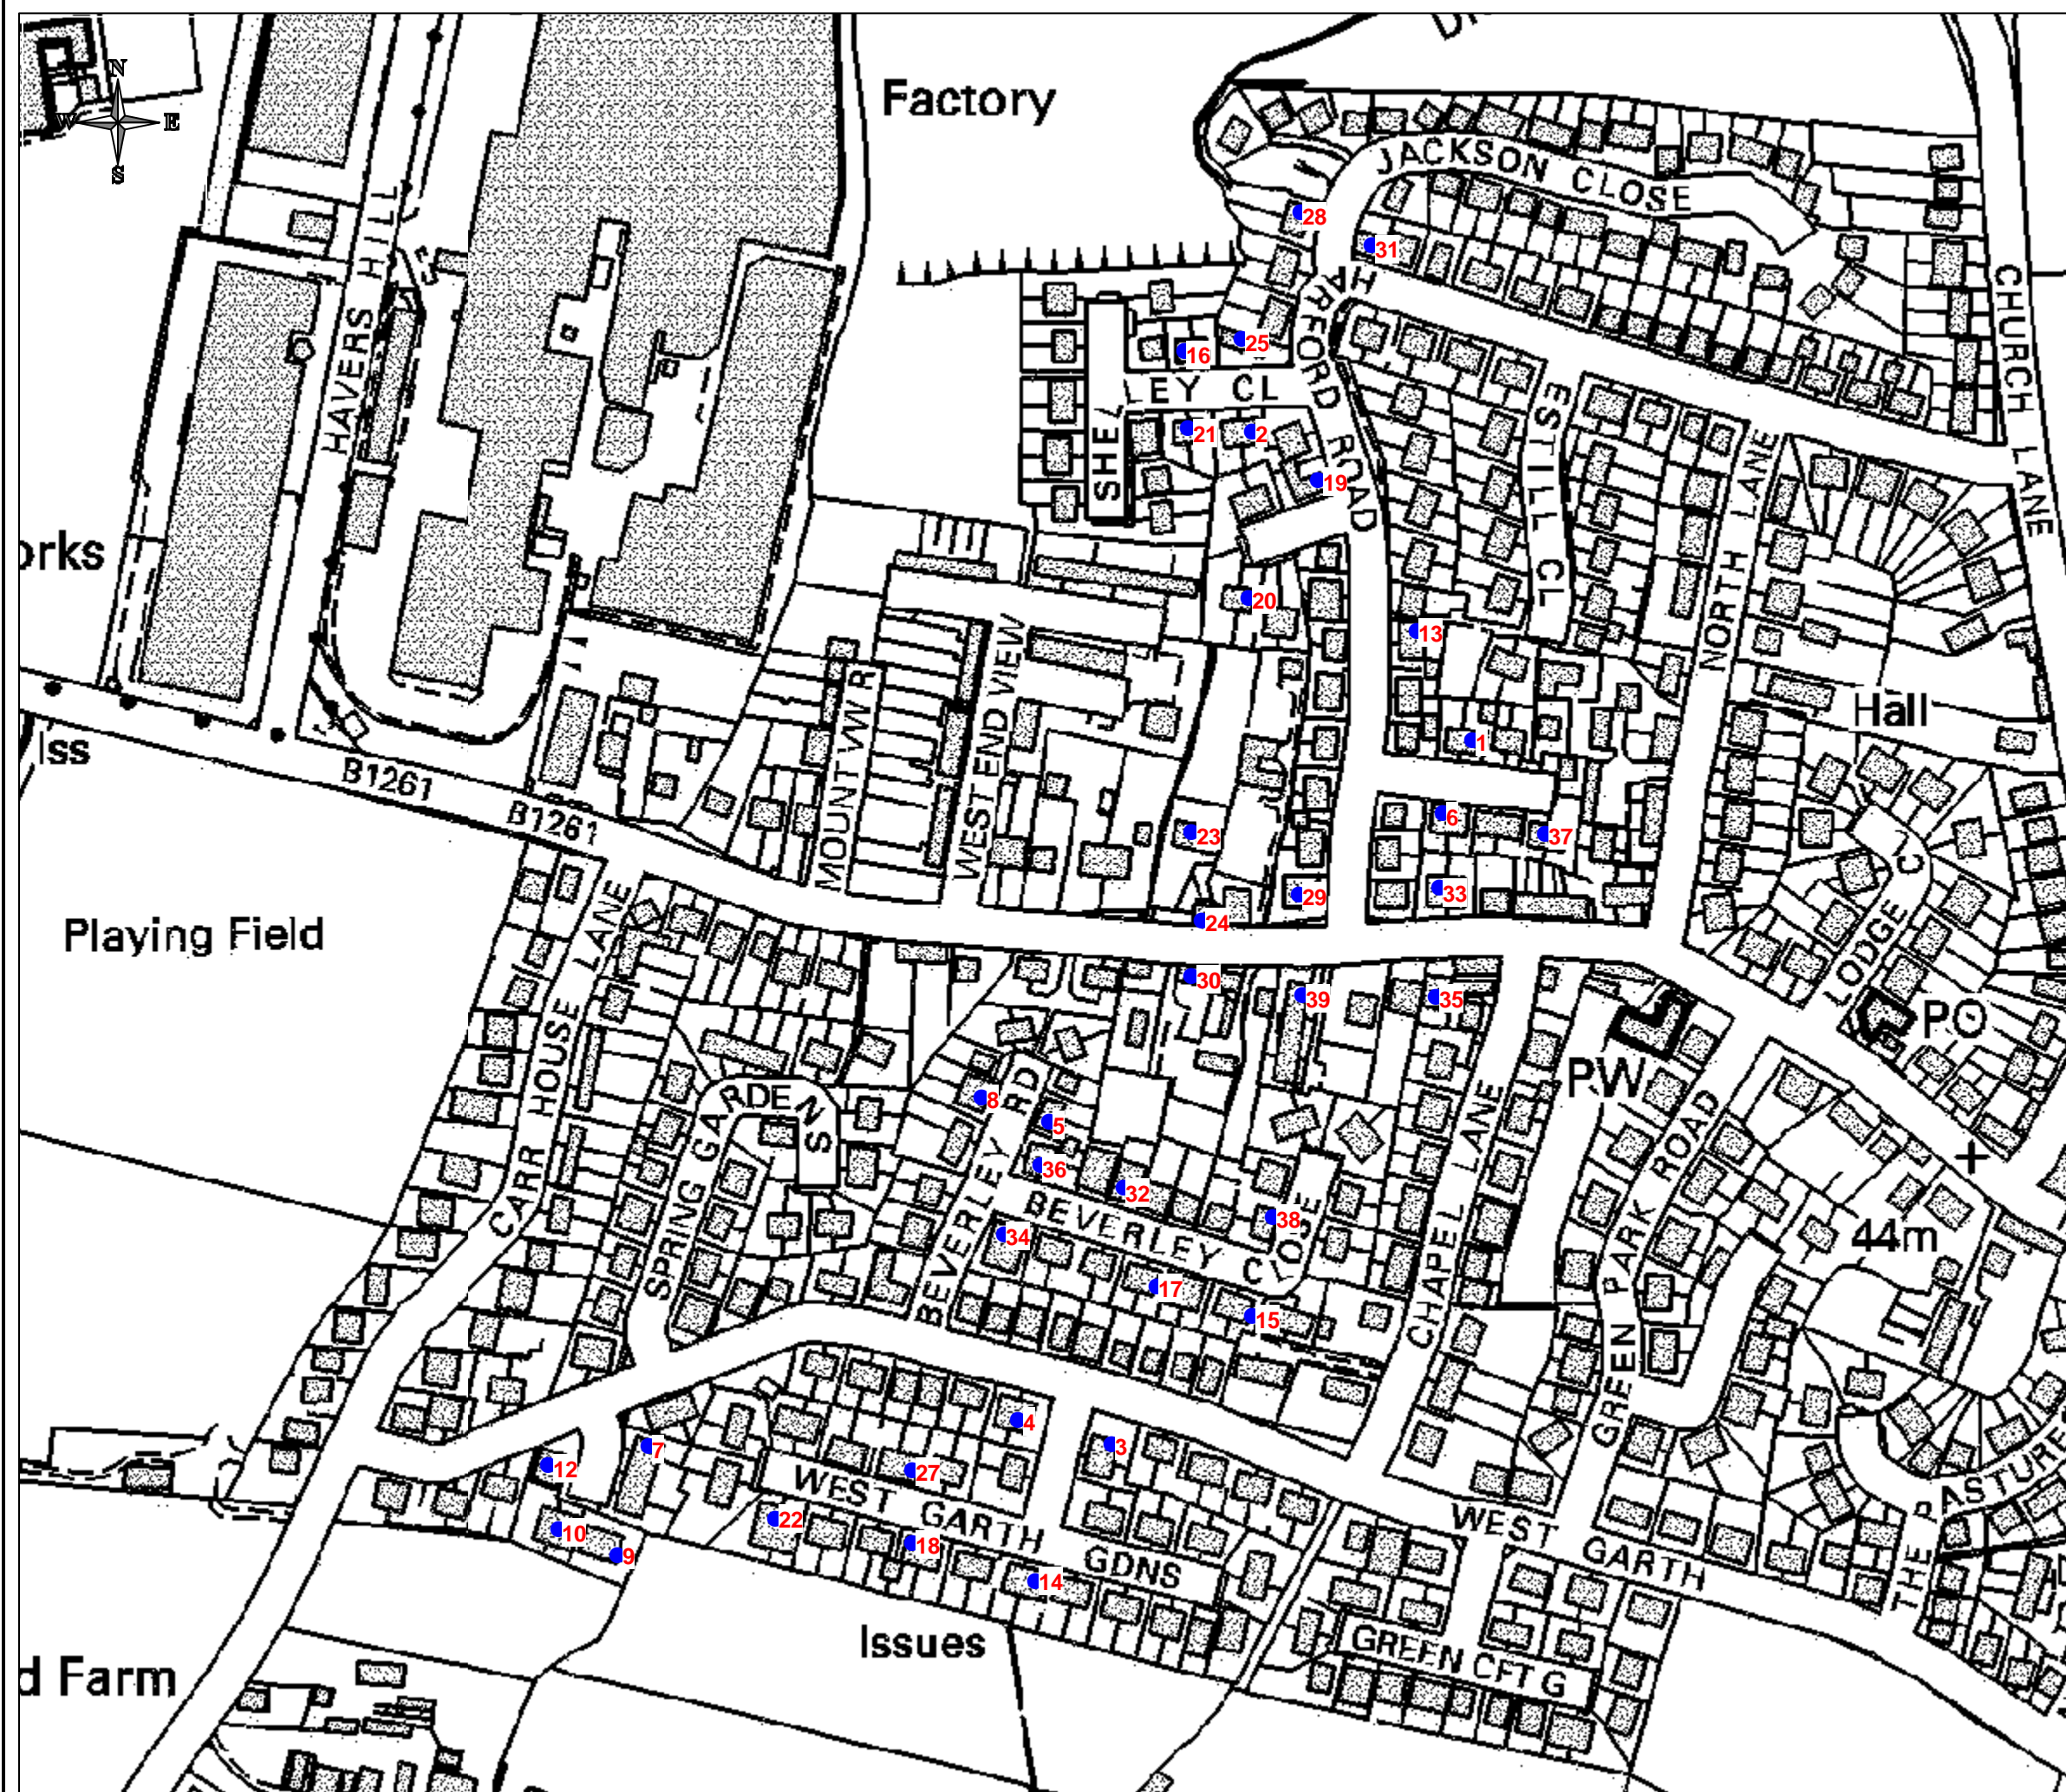 N
W E
S
Factory
JACKSON CLOSE
HAVERS HILL
28
31
HARFORD ROAD
CHURCH LANE
16
25
SHELLEY CL
21
2
19
ESTILL CL
NORTH LANE
orks
20
13
WEST END VIEW
MOUNT VW R
Hall
Iss
B1261
B1261
1
6
37
23
33
29
24
Playing Field
CARR HOUSE LANE
LODGE C
30
39
35
PO
PW
SPRING GARDENS
8
BEVERLEY RD
5
36
32
38
BEVERLEY CLOSE
34
17
15
CHAPEL LANE
GREEN PARK ROAD
44m
4
3
7
12
27
WEST GARTH GDNS
22
18
10
9
14
WEST GARTH
THE PASTURE
Issues
GREEN CFT G
d Farm